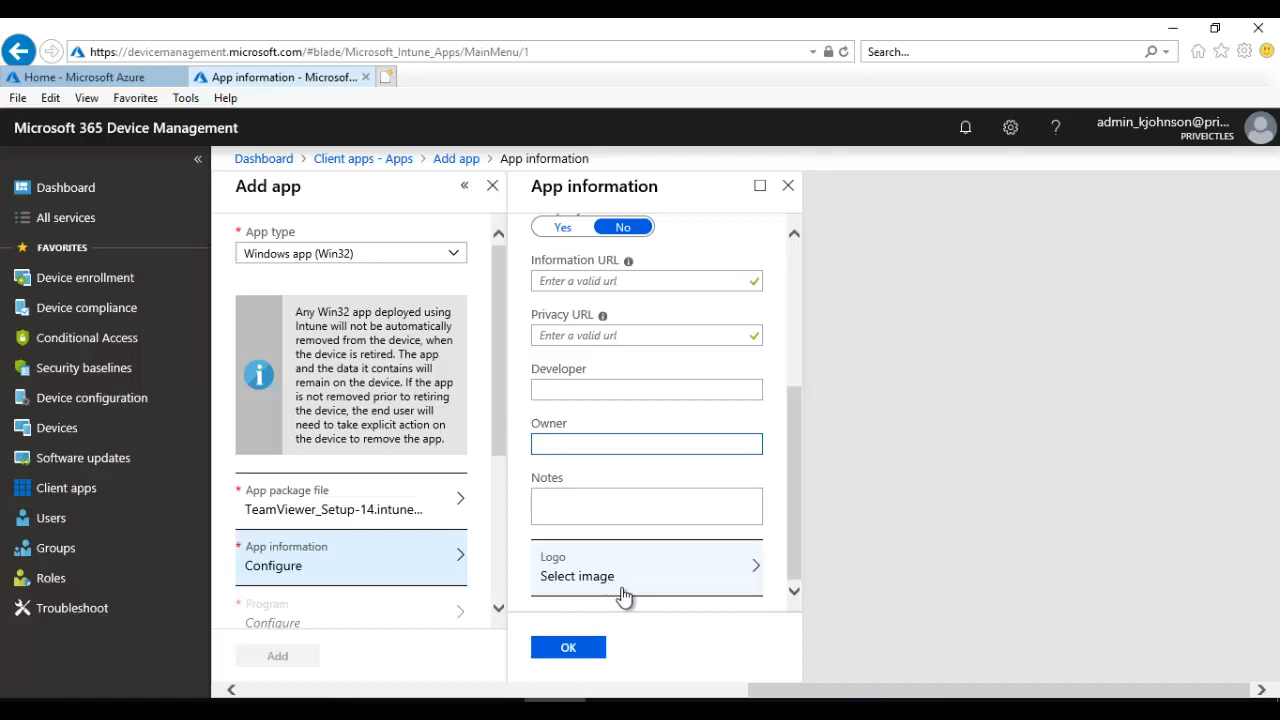 https://devicemanagement.microsoft.com/#blade/Microsoft_Intune_Apps/MainMenu/1
Search...
Home - Microsoft Azure
App information - Microsof...
File Edit View Favorites Tools Help
Microsoft 365 Device Management
admin_kjohnson@pri...
PRIVEICTLES
Dashboard > Client apps - Apps > Add app > App information
Dashboard
All services
FAVORITES
Device enrollment
Device compliance
Conditional Access
Security baselines
Device configuration
Devices
Software updates
Client apps
Users
Groups
Roles
Troubleshoot
Add app
* App type
Windows app (Win32)
Any Win32 app deployed using
Intune will not be automatically
removed from the device, when
the device is retired. The app
and the data it contains will
remain on the device. If the app
is not removed prior to retiring
the device, the end user will
need to take explicit action on
the device to remove the app.
* App package file
TeamViewer_Setup-14.intune...
* App information
Configure
* Program
Configure
Add
App information
Yes No
Information URL
Enter a valid url
Privacy URL
Enter a valid url
Developer
Owner
Notes
Logo
Select image
OK